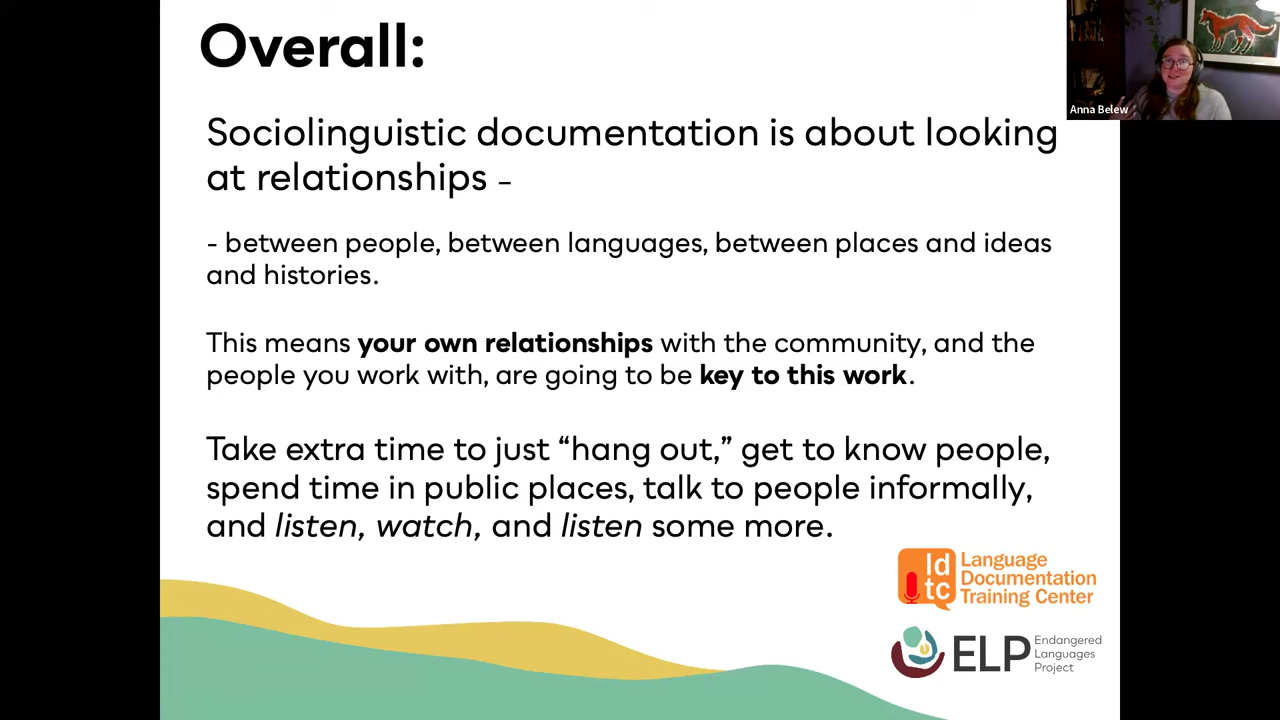 Overall:
Anna Belew
Sociolinguistic documentation is about looking
at relationships –
- between people, between languages, between places and ideas
and histories.
This means your own relationships with the community, and the
people you work with, are going to be key to this work.
Take extra time to just “hang out,” get to know people,
spend time in public places, talk to people informally,
and listen, watch, and listen some more.
ld
tc
Language
Documentation
Training Center
ELP
Endangered
Languages
Project